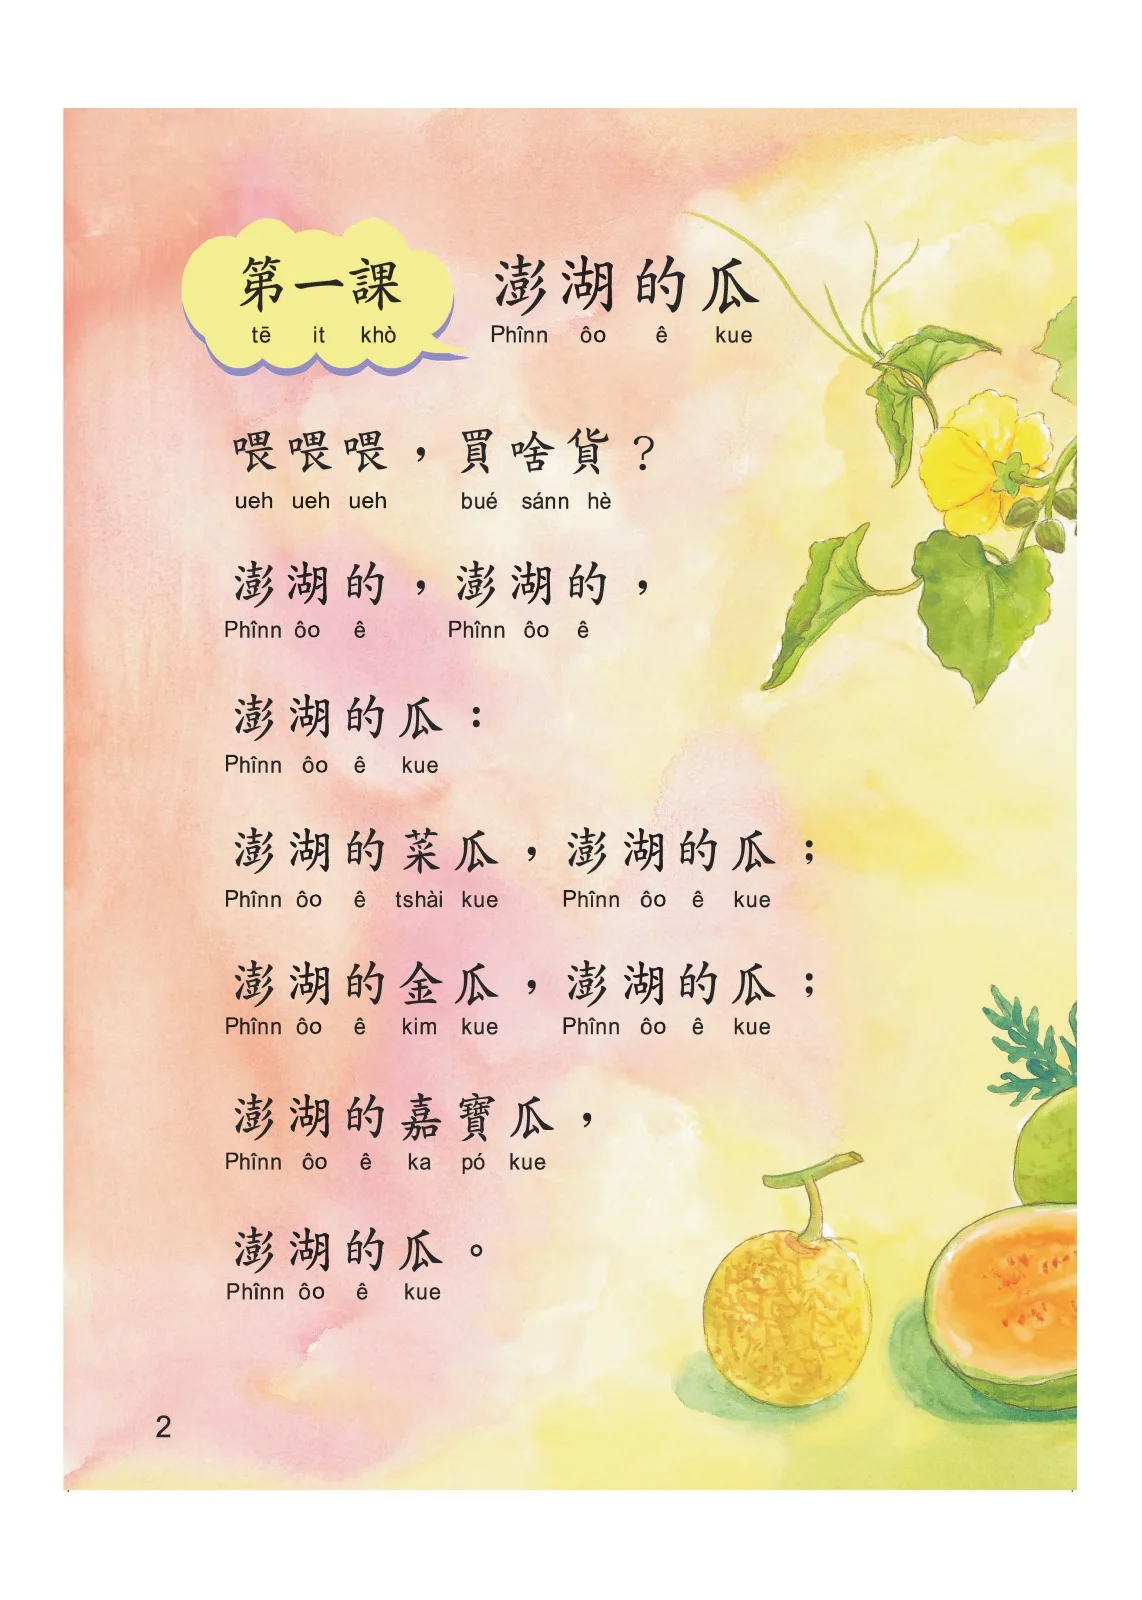 第一課 澎湖的瓜
tē it khò Phînn ôo ê kue
喂喂喂，買啥貨？
ueh ueh ueh bué sánn hè
澎湖的，澎湖的，
Phînn ôo ê Phînn ôo ê
澎湖的瓜：
Phînn ôo ê kue
澎湖的菜瓜，澎湖的瓜；
Phînn ôo ê tshài kue Phînn ôo ê kue
澎湖的金瓜，澎湖的瓜；
Phînn ôo ê kim kue Phînn ôo ê kue
澎湖的嘉寶瓜，
Phînn ôo ê ka pó kue
澎湖的瓜。
Phînn ôo ê kue
2